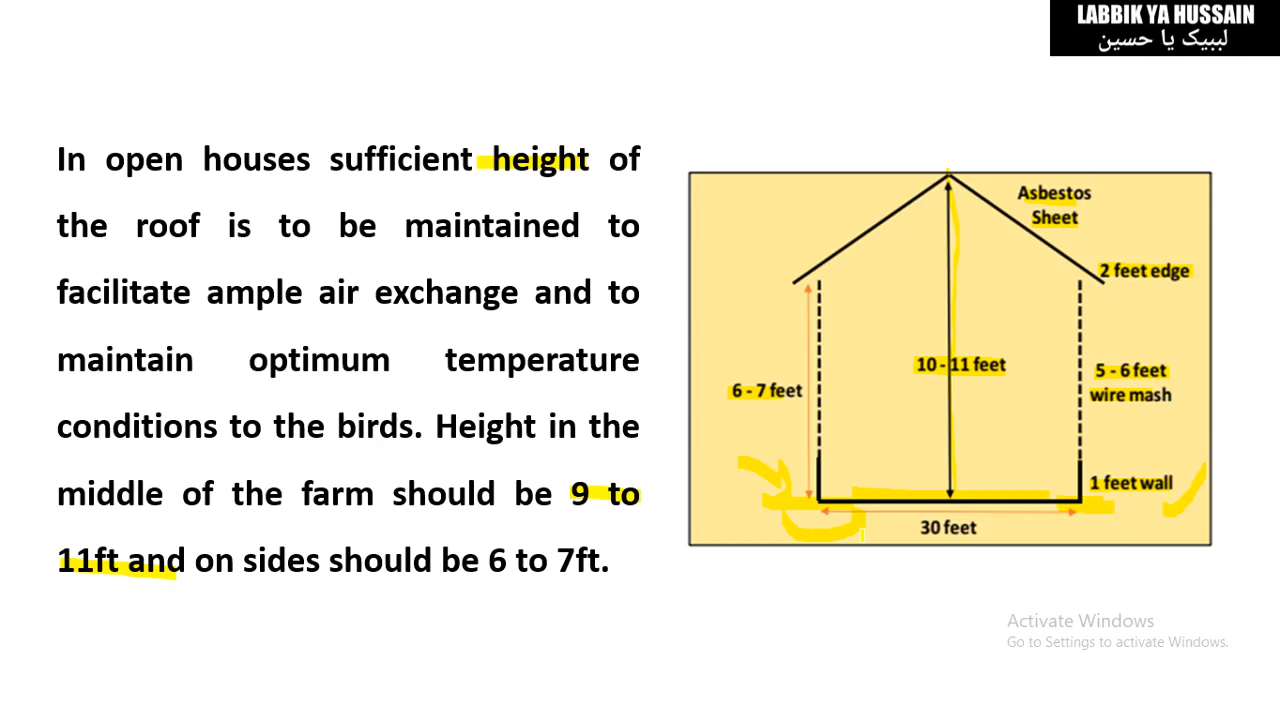 LABBIK YA HUSSAIN
لبیک یا حسین
In open houses sufficient height of
the roof is to be maintained to
facilitate ample air exchange and to
maintain optimum temperature
conditions to the birds. Height in the
middle of the farm should be 9 to
11ft and on sides should be 6 to 7ft.
Asbestos
Sheet
2 feet edge
10 - 11 feet
5 - 6 feet
wire mash
6 - 7 feet
1 feet wall
30 feet
Activate Windows
Go to Settings to activate Windows.